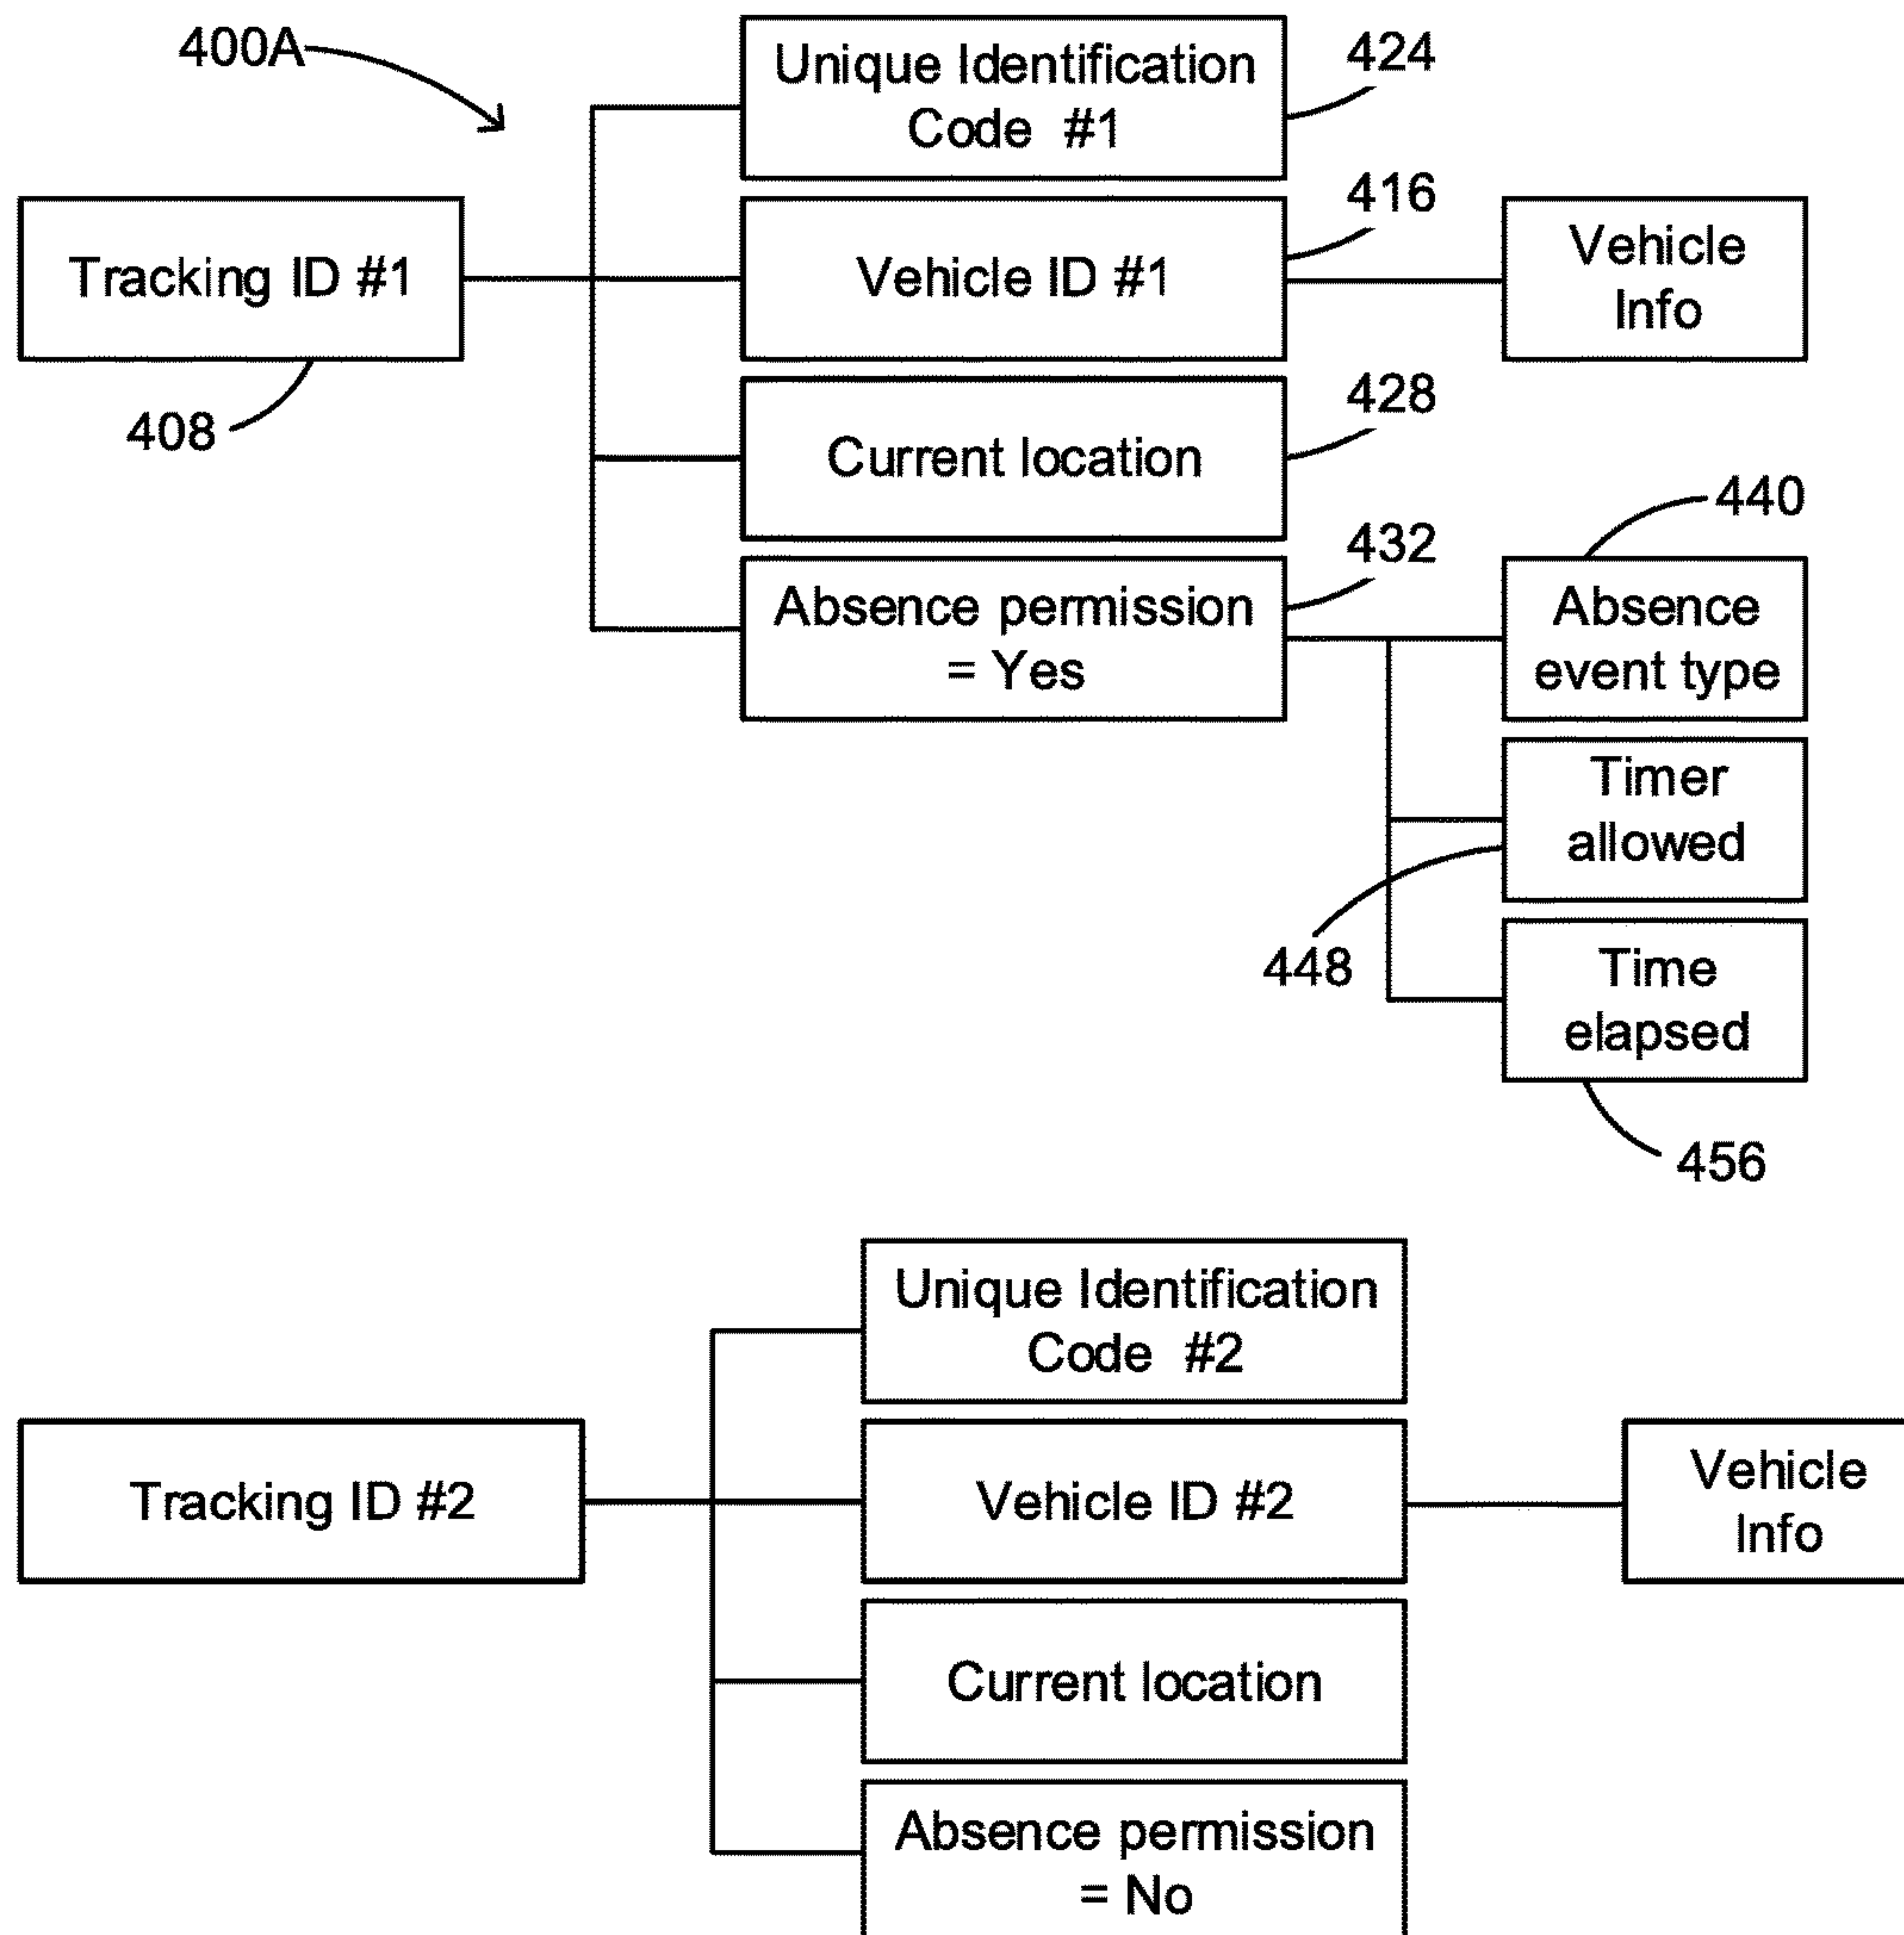 400A
Unique Identification
Code #1
424
Tracking ID #1
408
Vehicle ID #1
416
Vehicle
Info
Current location
428
Absence permission
= Yes
432
440
Absence
event type
Timer
allowed
448
Time
elapsed
456
Unique Identification
Code #2
Tracking ID #2
Vehicle ID #2
Vehicle
Info
Current location
Absence permission
= No